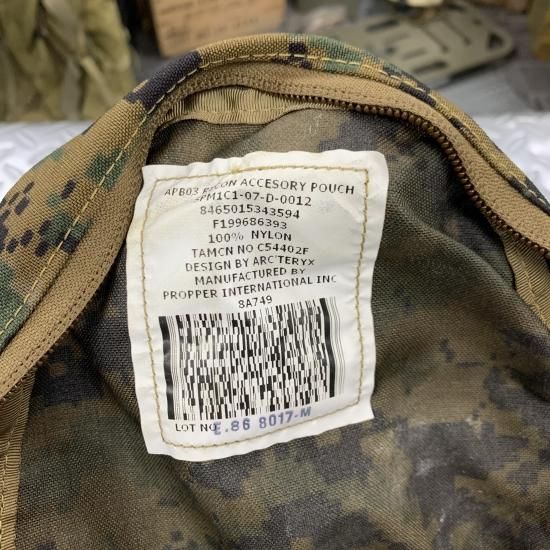 APB03 RECON ACCESORY POUCH
SPM1C1-07-D-0012
8465015343594
F199686393
100% NYLON
TAMCN NO C54402F
DESIGN BY ARC'TERYX
MANUFACTURED BY
PROPPER INTERNATIONAL INC
8A749
LOT NO E.86 8017-M